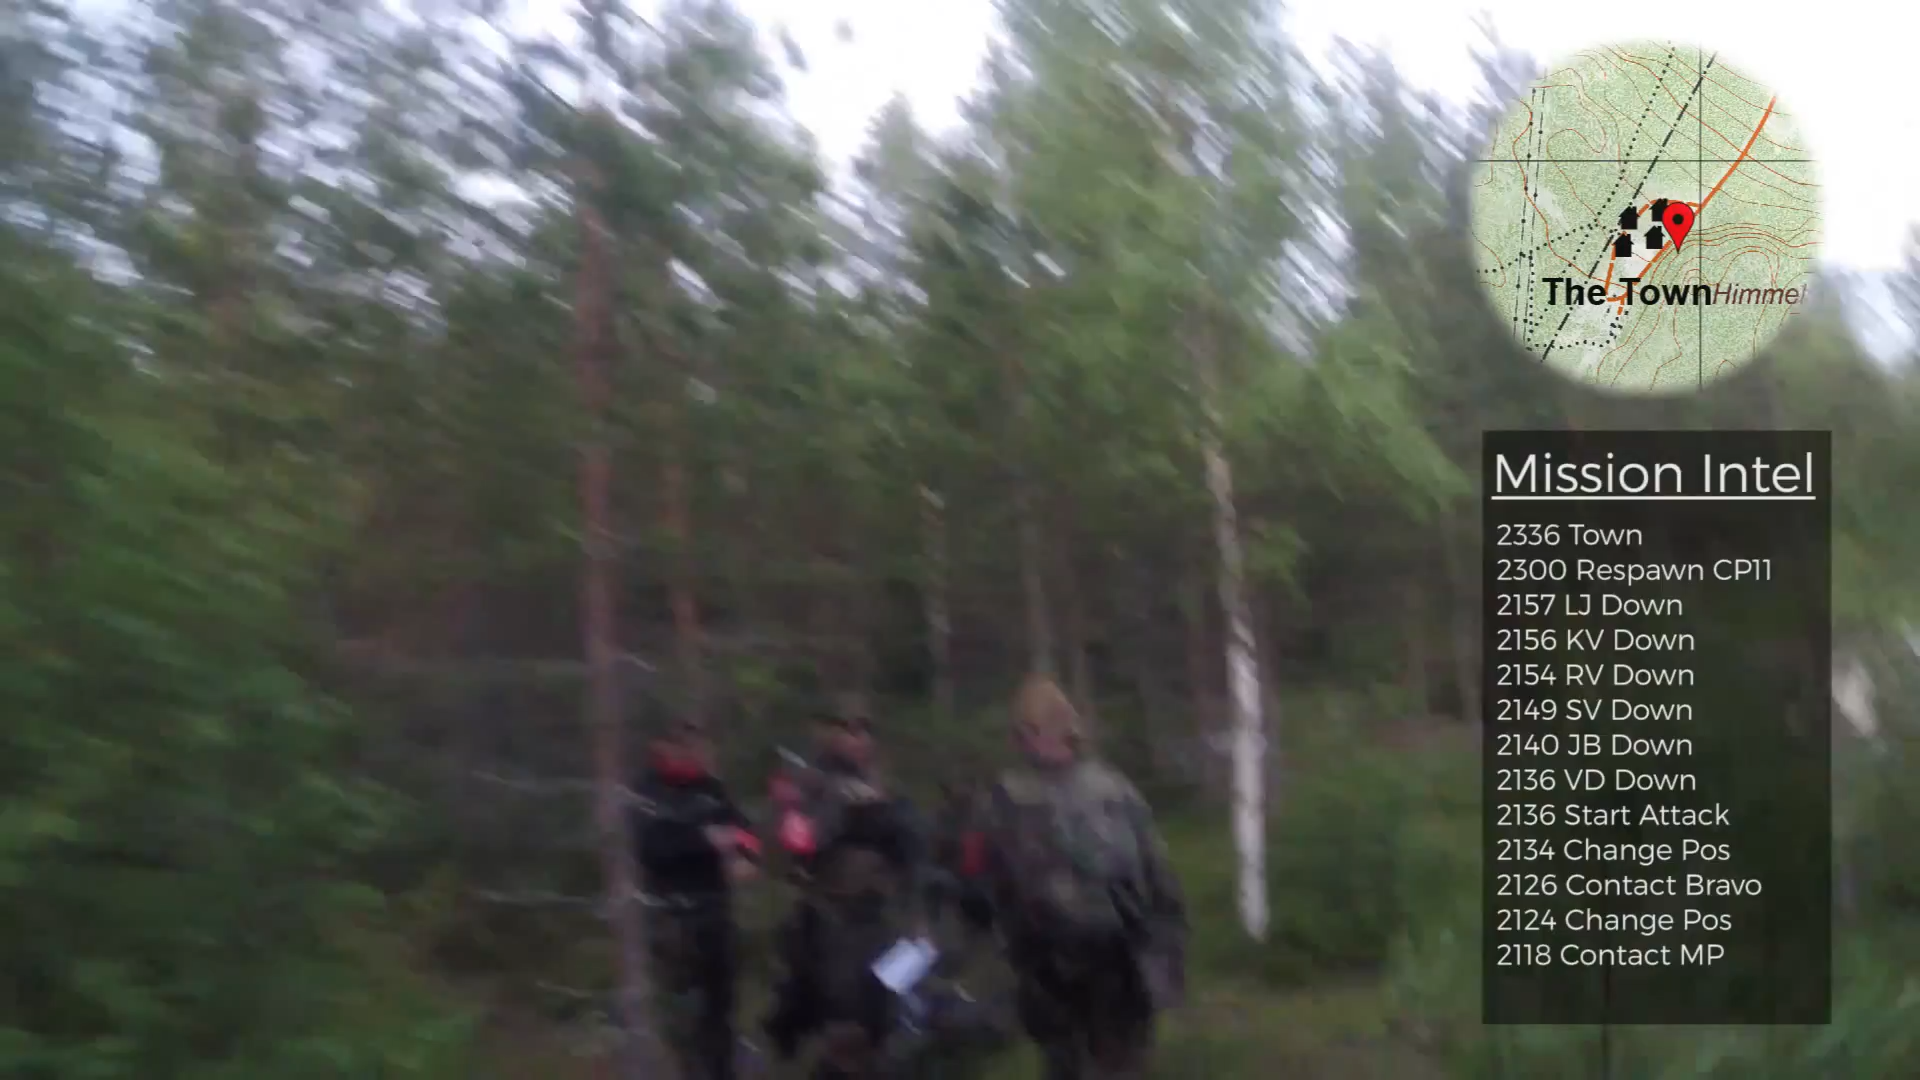 The Town
Mission Intel
2336 Town
2300 Respawn CP11
2157 LJ Down
2156 KV Down
2154 RV Down
2149 SV Down
2140 JB Down
2136 VD Down
2136 Start Attack
2134 Change Pos
2126 Contact Bravo
2124 Change Pos
2118 Contact MP